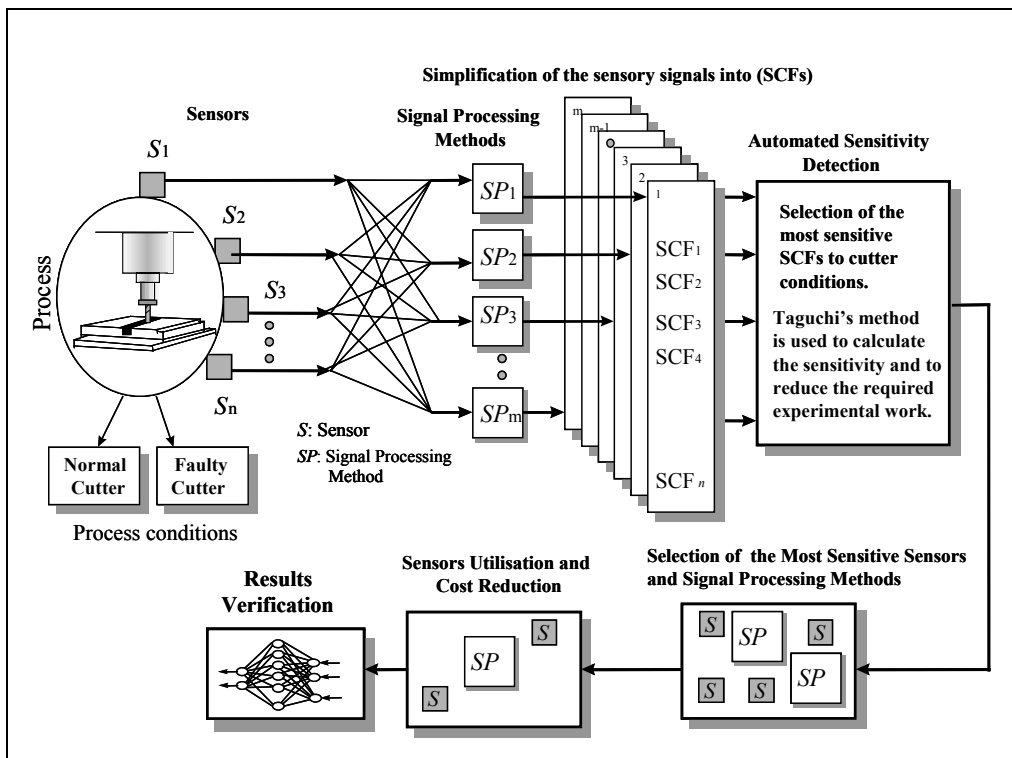 Simplification of the sensory signals into (SCFs)
Sensors
Signal Processing
Methods
Automated Sensitivity
Detection
S1
S2
S3
Sn
Process
SP1
SP2
SP3
SPm
m
m-1
3
2
1
SCF1
SCF2
SCF3
SCF4
SCF n
Selection of the
most sensitive
SCFs to cutter
conditions.
Taguchi's method
is used to calculate
the sensitivity and to
reduce the required
experimental work.
S: Sensor
SP: Signal Processing
Method
Normal
Cutter
Faulty
Cutter
Process conditions
Results
Verification
Sensors Utilisation and
Cost Reduction
Selection of the Most Sensitive Sensors
and Signal Processing Methods
S
SP
S
S
SP
S
SP
S
S